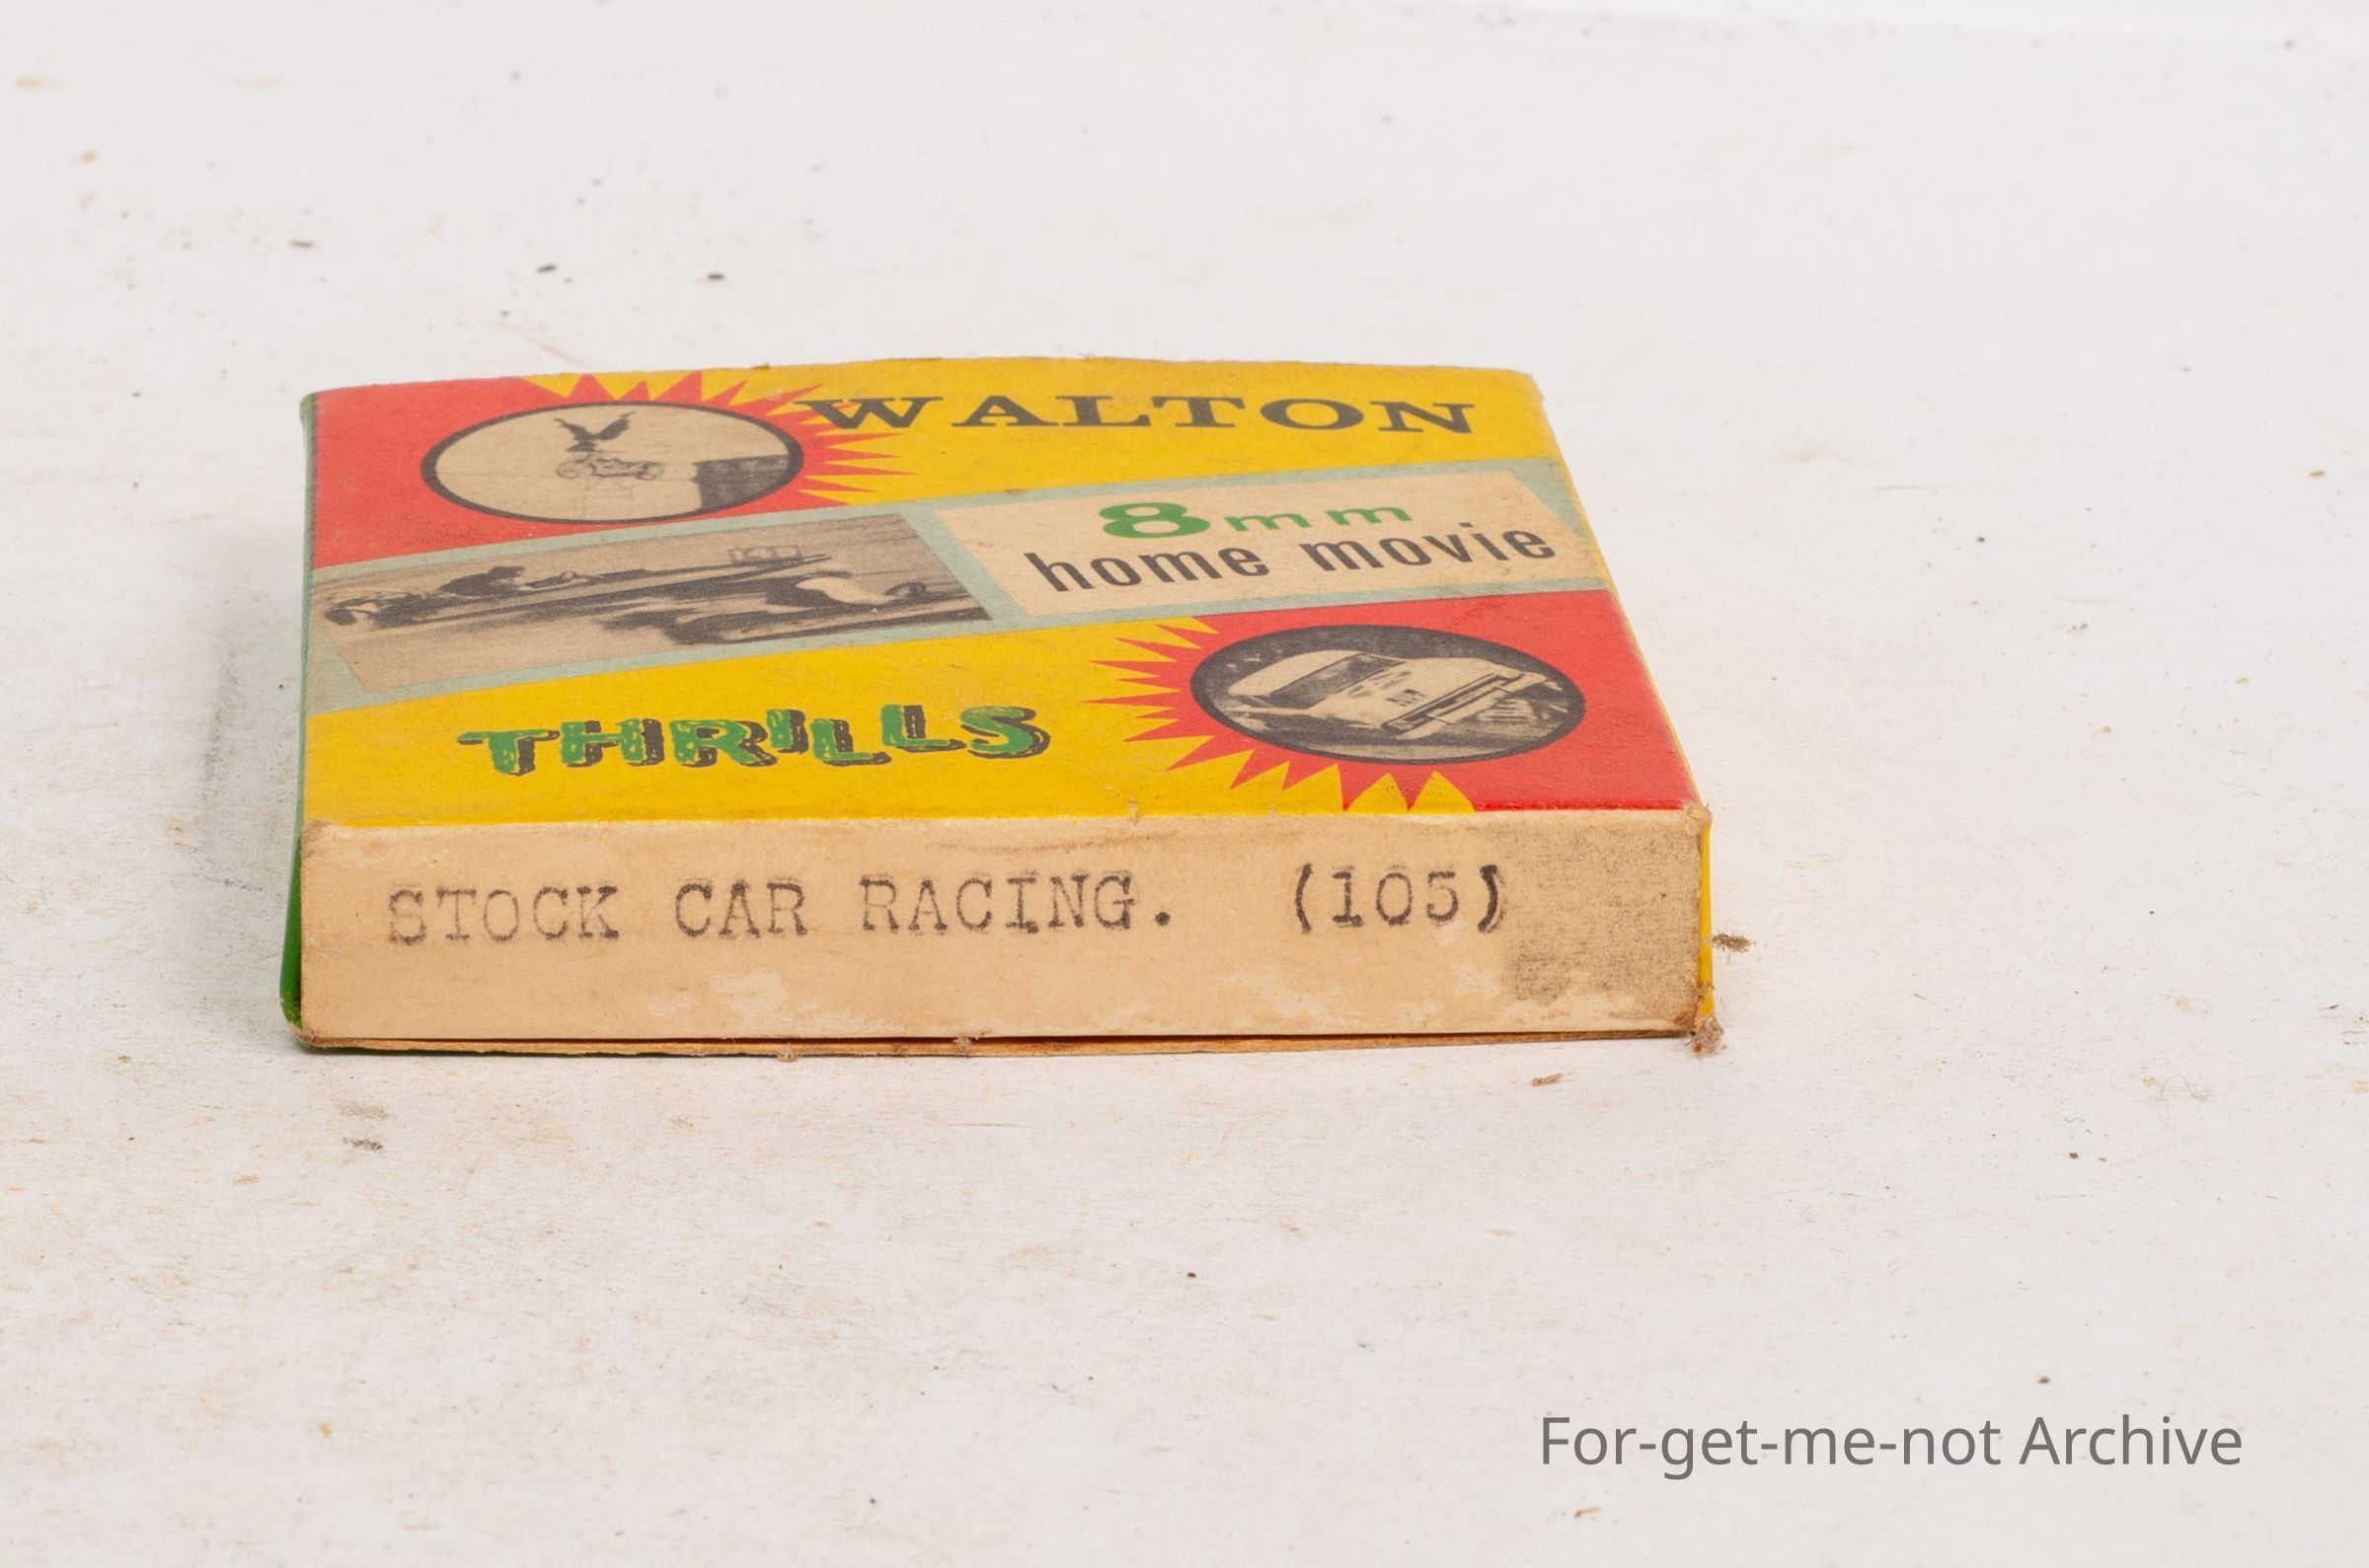 WALTON
8mm
home movie
THRILLS
STOCK CAR RACING. (105)
For-get-me-not Archive